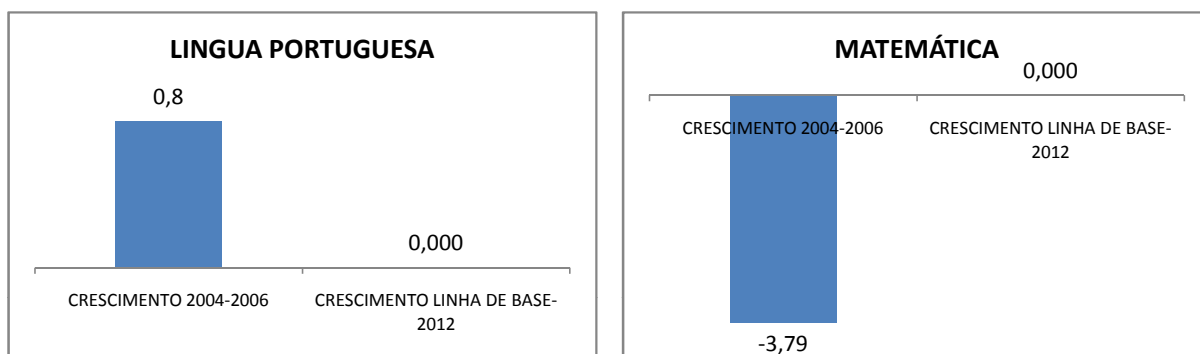 LINGUA PORTUGUESA
0,8
0,000
CRESCIMENTO 2004-2006
CRESCIMENTO LINHA DE BASE-
2012
MATEMÁTICA
0,000
CRESCIMENTO 2004-2006
CRESCIMENTO LINHA DE BASE-
2012
-3,79